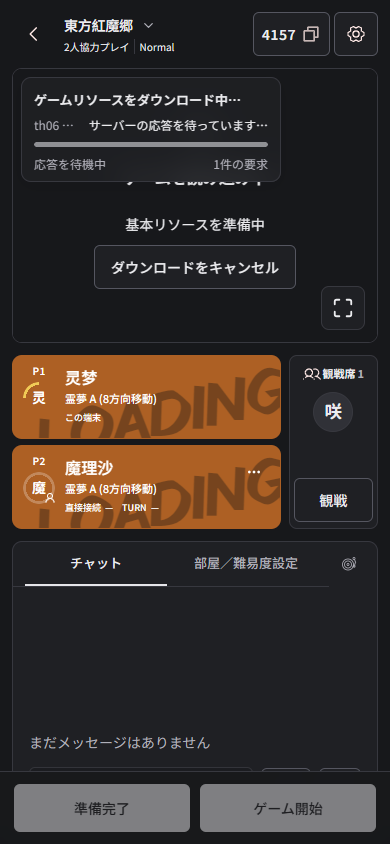 東方紅魔郷
2人協力プレイ Normal
4157
ゲームリソースをダウンロード中…
th06 … サーバーの応答を待っています…
応答を待機中 1件の要求
基本リソースを準備中
ダウンロードをキャンセル
P1
灵
灵梦
霊夢 A (8方向移動)
この端末
LOADING
P2
魔
魔理沙
霊夢 A (8方向移動)
直接接続 — TURN —
LOADING
観戦席 1
咲
観戦
チャット 部屋／難易度設定
まだメッセージはありません
準備完了 ゲーム開始